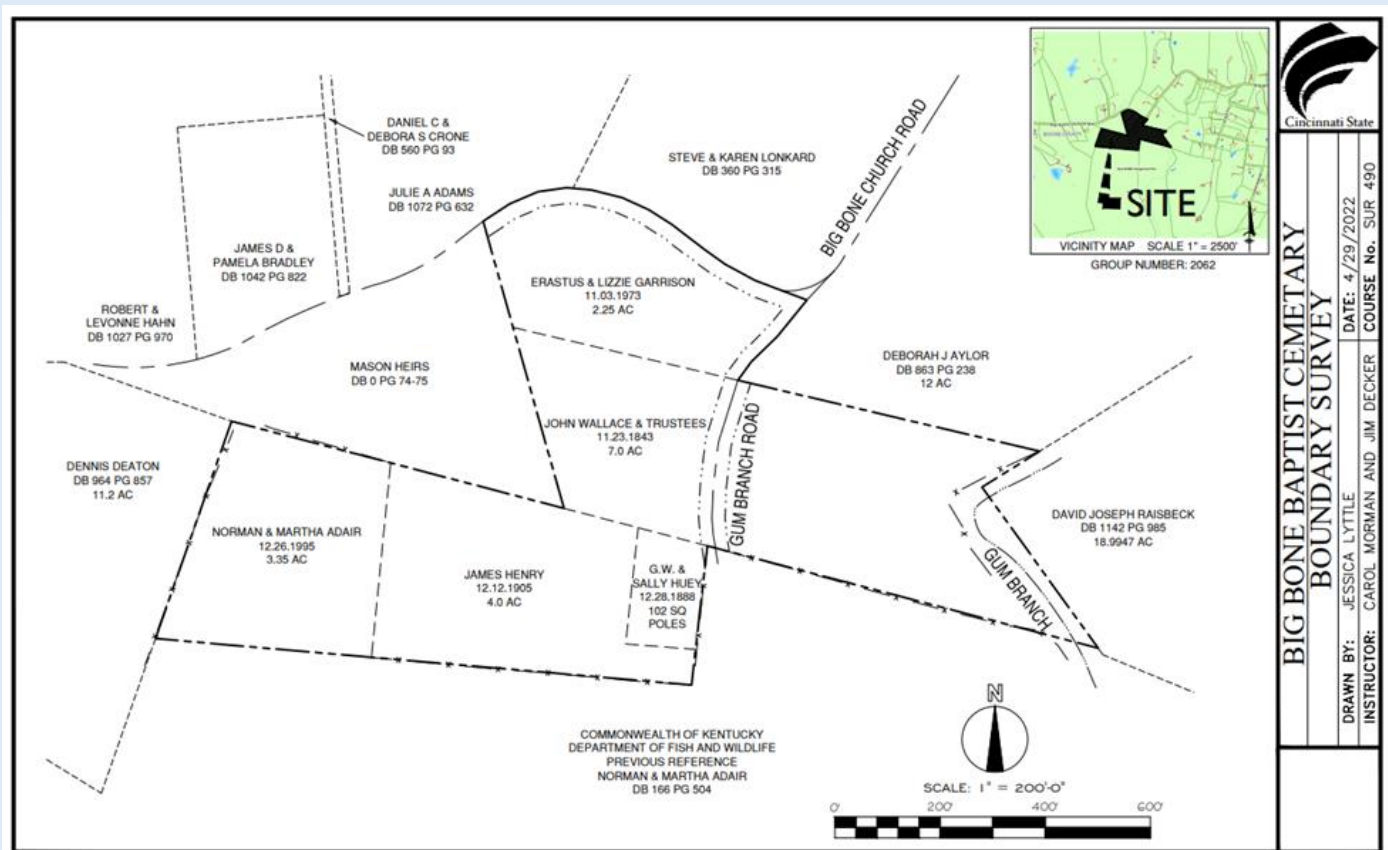 DANIEL C &
DEBORA S CRONE
DB 560 PG 93
STEVE & KAREN LONKARD
DB 360 PG 315
BIG BONE CHURCH ROAD
JULIE A ADAMS
DB 1072 PG 632
JAMES D &
PAMELA BRADLEY
DB 1042 PG 822
ERASTUS & LIZZIE GARRISON
11.03.1973
2.25 AC
ROBERT &
LEVONNE HAHN
DB 1027 PG 970
MASON HEIRS
DB 0 PG 74-75
DEBORAH J AYLOR
DB 863 PG 238
12 AC
JOHN WALLACE & TRUSTEES
11.23.1843
7.0 AC
GUM BRANCH ROAD
DENNIS DEATON
DB 964 PG 857
11.2 AC
NORMAN & MARTHA ADAIR
12.26.1995
3.35 AC
JAMES HENRY
12.12.1905
4.0 AC
G.W. &
SALLY HUEY
12.28.1888
102 SQ
POLES
DAVID JOSEPH RAISBECK
DB 1142 PG 985
18.9947 AC
GUM BRANCH
COMMONWEALTH OF KENTUCKY
DEPARTMENT OF FISH AND WILDLIFE
PREVIOUS REFERENCE
NORMAN & MARTHA ADAIR
DB 166 PG 504
N
SCALE: 1" = 200'-0"
0' 200' 400' 600'
SITE
VICINITY MAP SCALE 1" = 2500'
GROUP NUMBER: 2062
Cincinnati State
BIG BONE BAPTIST CEMETARY
BOUNDARY SURVEY
DRAWN BY: JESSICA LYTTLE
DATE: 4/29/2022
INSTRUCTOR: CAROL MORMAN AND JIM DECKER
COURSE No. SUR 490